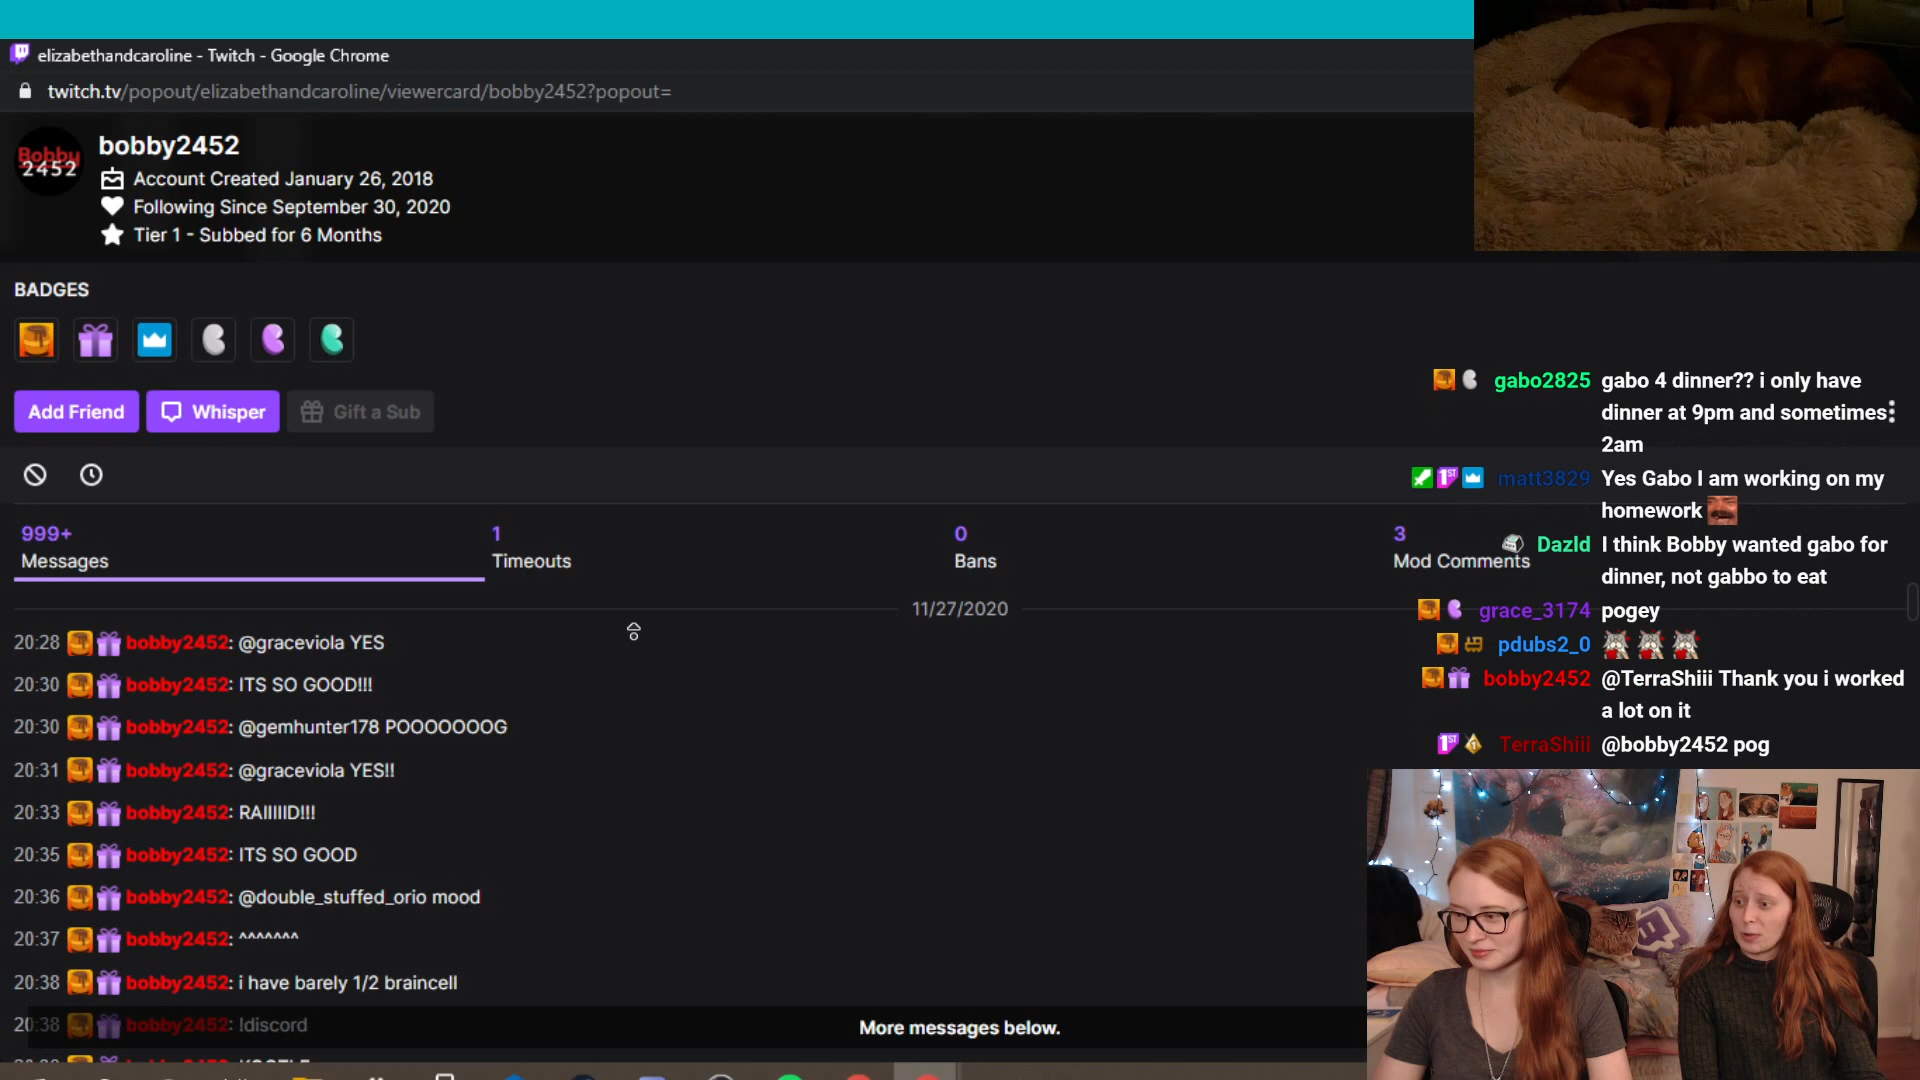 elizabethandcaroline - Twitch - Google Chrome
twitch.tv/popout/elizabethandcaroline/viewercard/bobby2452?popout=
Bobby
2452
bobby2452
Account Created January 26, 2018
Following Since September 30, 2020
Tier 1 - Subbed for 6 Months
BADGES
Add Friend
Whisper
Gift a Sub
999+
Messages
1
Timeouts
0
Bans
3
Mod Comments
11/27/2020
20:28 bobby2452: @graceviola YES
20:30 bobby2452: ITS SO GOOD!!!
20:30 bobby2452: @gemhunter178 POOOOOOOG
20:31 bobby2452: @graceviola YES!!
20:33 bobby2452: RAIIIIID!!!
20:35 bobby2452: ITS SO GOOD
20:36 bobby2452: @double_stuffed_orio mood
20:37 bobby2452: ^^^^^^^
20:38 bobby2452: i have barely 1/2 braincell
20:38 bobby2452: !discord
More messages below.
gabo2825 gabo 4 dinner?? i only have
dinner at 9pm and sometimes
2am
matt3829 Yes Gabo I am working on my
homework
Dazld I think Bobby wanted gabo for
dinner, not gabbo to eat
grace_3174 pogey
pdubs2_0
bobby2452 @TerraShiii Thank you i worked
a lot on it
TerraShiii @bobby2452 pog